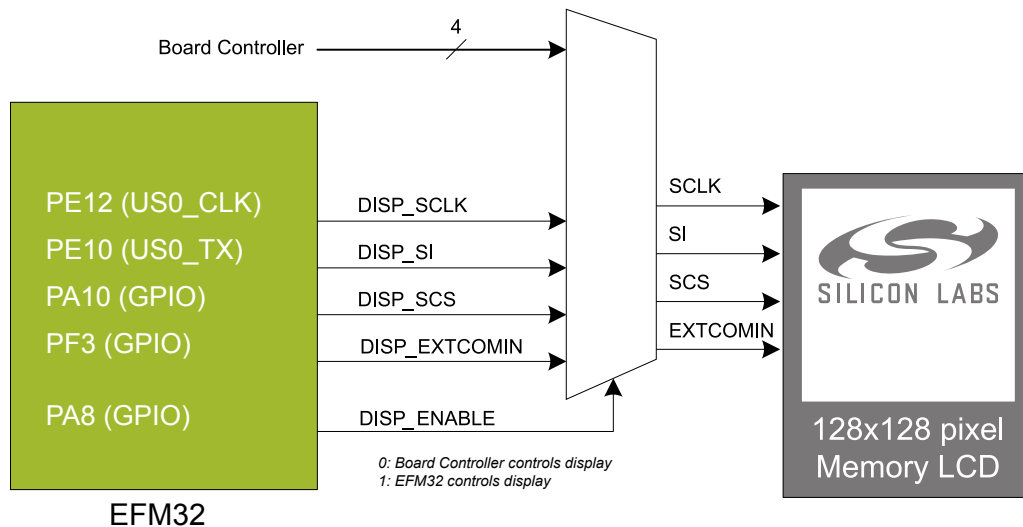 4
Board Controller
PE12 (US0_CLK)
DISP_SCLK
SCLK
PE10 (US0_TX)
DISP_SI
SI
PA10 (GPIO)
DISP_SCS
SCS
SILICON LABS
PF3 (GPIO)
DISP_EXTCOMIN
EXTCOMIN
PA8 (GPIO)
DISP_ENABLE
128x128 pixel
Memory LCD
0: Board Controller controls display
1: EFM32 controls display
EFM32